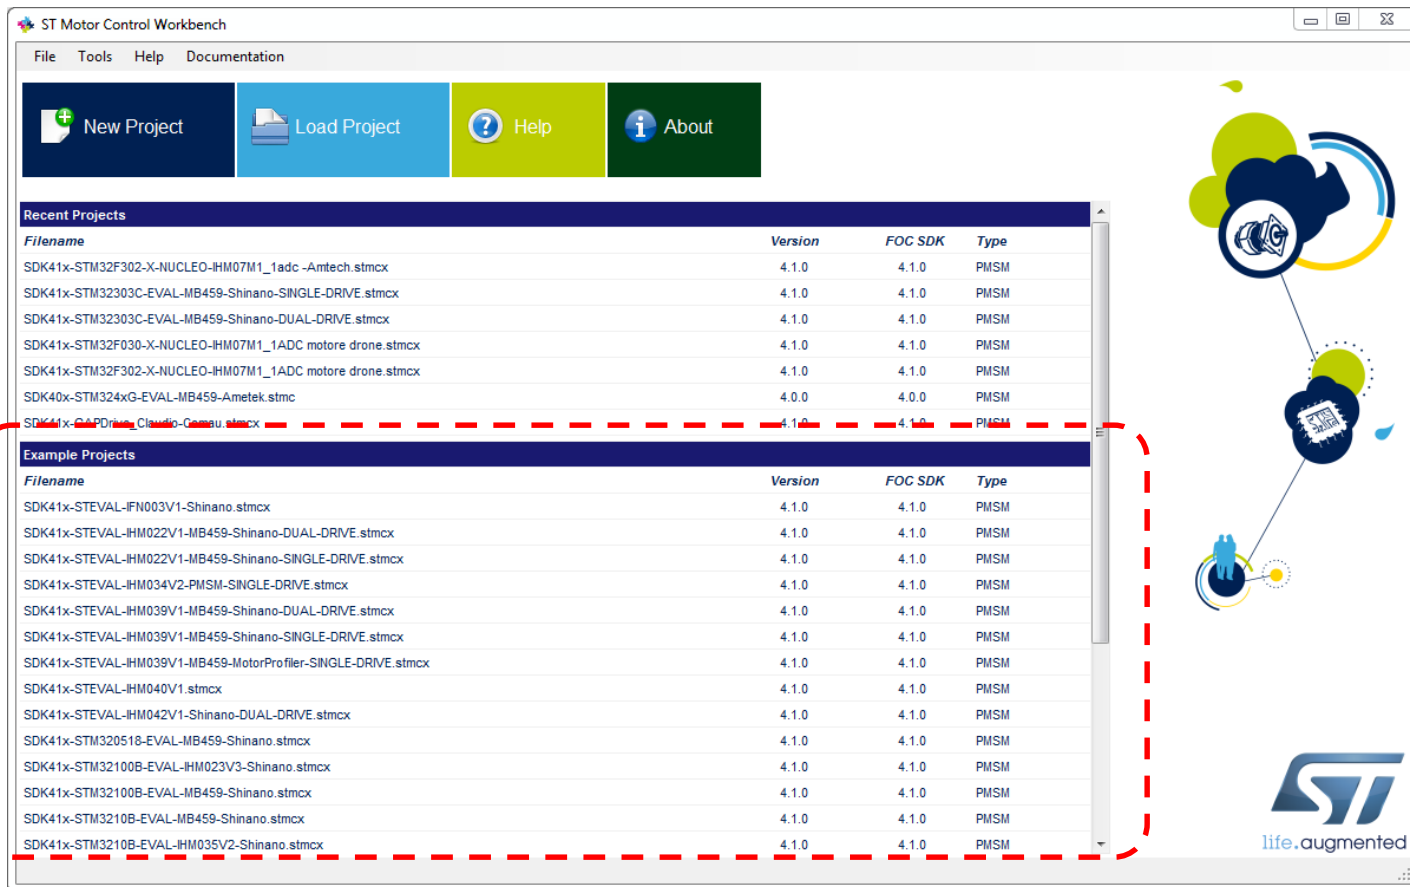 ST Motor Control Workbench
File Tools Help Documentation
New Project Load Project Help About
Recent Projects
Filename Version FOC SDK Type
SDK41x-STM32F302-X-NUCLEO-IHM07M1_1adc -Amtech.stmcx 4.1.0 4.1.0 PMSM
SDK41x-STM32303C-EVAL-MB459-Shinano-SINGLE-DRIVE.stmcx 4.1.0 4.1.0 PMSM
SDK41x-STM32303C-EVAL-MB459-Shinano-DUAL-DRIVE.stmcx 4.1.0 4.1.0 PMSM
SDK41x-STM32F030-X-NUCLEO-IHM07M1_1ADC motore drone.stmcx 4.1.0 4.1.0 PMSM
SDK41x-STM32F302-X-NUCLEO-IHM07M1_1ADC motore drone.stmcx 4.1.0 4.1.0 PMSM
SDK40x-STM324xG-EVAL-MB459-Ametek.stmc 4.0.0 4.0.0 PMSM
SDK41x-GAPDrive_Claudio-Comau.stmcx 4.1.0 4.1.0 PMSM
Example Projects
Filename Version FOC SDK Type
SDK41x-STEVAL-IFN003V1-Shinano.stmcx 4.1.0 4.1.0 PMSM
SDK41x-STEVAL-IHM022V1-MB459-Shinano-DUAL-DRIVE.stmcx 4.1.0 4.1.0 PMSM
SDK41x-STEVAL-IHM022V1-MB459-Shinano-SINGLE-DRIVE.stmcx 4.1.0 4.1.0 PMSM
SDK41x-STEVAL-IHM034V2-PMSM-SINGLE-DRIVE.stmcx 4.1.0 4.1.0 PMSM
SDK41x-STEVAL-IHM039V1-MB459-Shinano-DUAL-DRIVE.stmcx 4.1.0 4.1.0 PMSM
SDK41x-STEVAL-IHM039V1-MB459-Shinano-SINGLE-DRIVE.stmcx 4.1.0 4.1.0 PMSM
SDK41x-STEVAL-IHM039V1-MB459-MotorProfiler-SINGLE-DRIVE.stmcx 4.1.0 4.1.0 PMSM
SDK41x-STEVAL-IHM040V1.stmcx 4.1.0 4.1.0 PMSM
SDK41x-STEVAL-IHM042V1-Shinano-DUAL-DRIVE.stmcx 4.1.0 4.1.0 PMSM
SDK41x-STM320518-EVAL-MB459-Shinano.stmcx 4.1.0 4.1.0 PMSM
SDK41x-STM32100B-EVAL-IHM023V3-Shinano.stmcx 4.1.0 4.1.0 PMSM
SDK41x-STM32100B-EVAL-MB459-Shinano.stmcx 4.1.0 4.1.0 PMSM
SDK41x-STM3210B-EVAL-MB459-Shinano.stmcx 4.1.0 4.1.0 PMSM
SDK41x-STM3210B-EVAL-IHM035V2-Shinano.stmcx 4.1.0 4.1.0 PMSM
ST
life.augmented